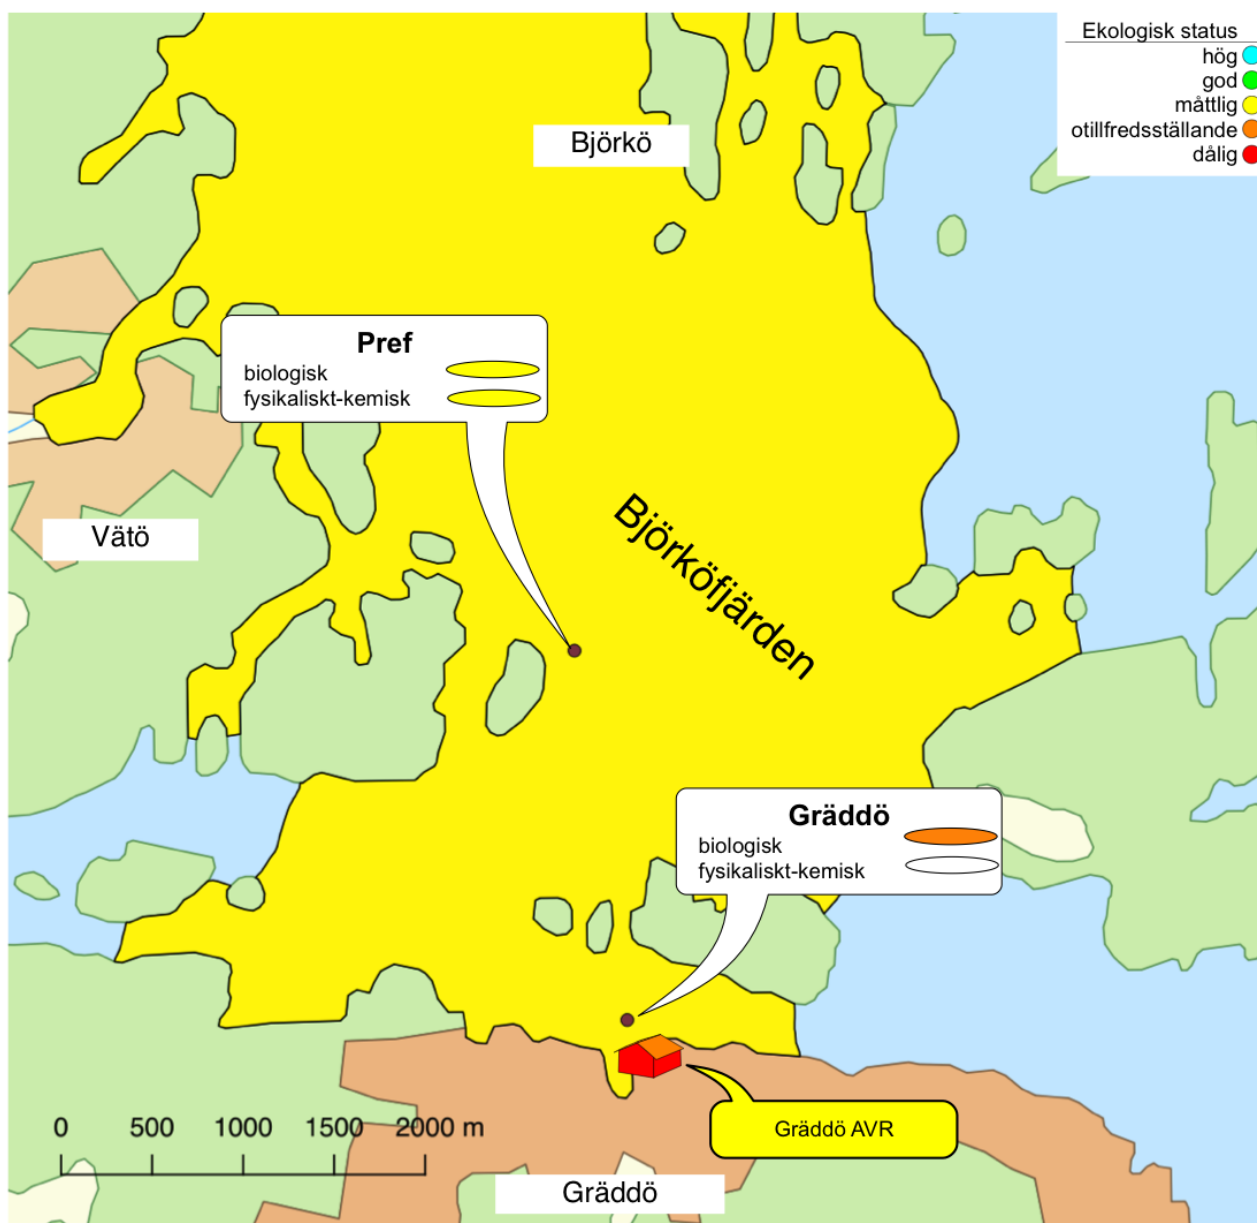 Ekologisk status
hög
god
måttlig
otillfredsställande
dålig
Björkö
Pref
biologisk
fysikaliskt-kemisk
Vätö
Björköfjärden
Gräddö
biologisk
fysikaliskt-kemisk
Gräddö AVR
0 500 1000 1500 2000 m
Gräddö